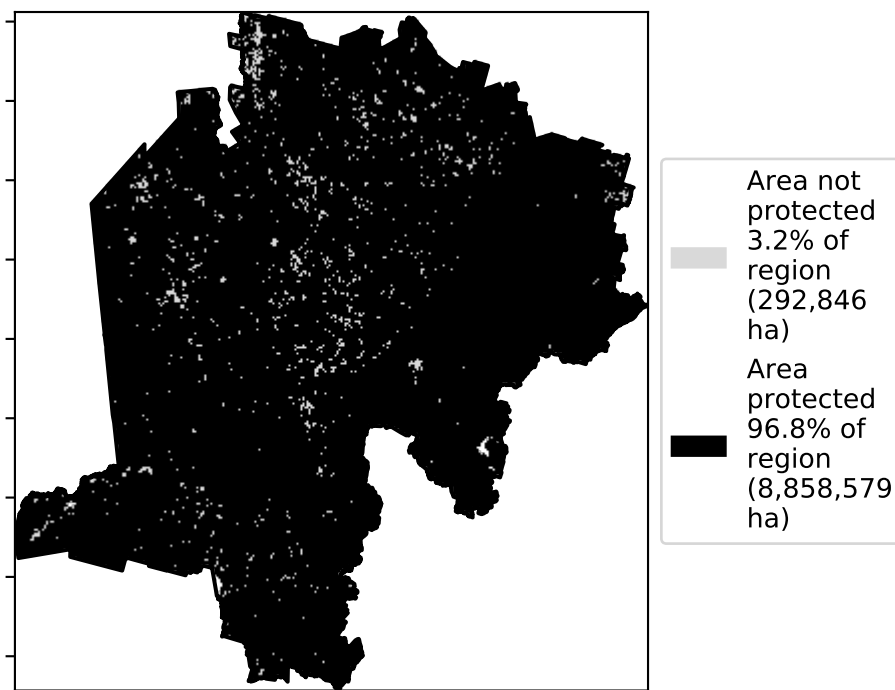 Area not
protected
3.2% of
region
(292,846
ha)
Area
protected
96.8% of
region
(8,858,579
ha)